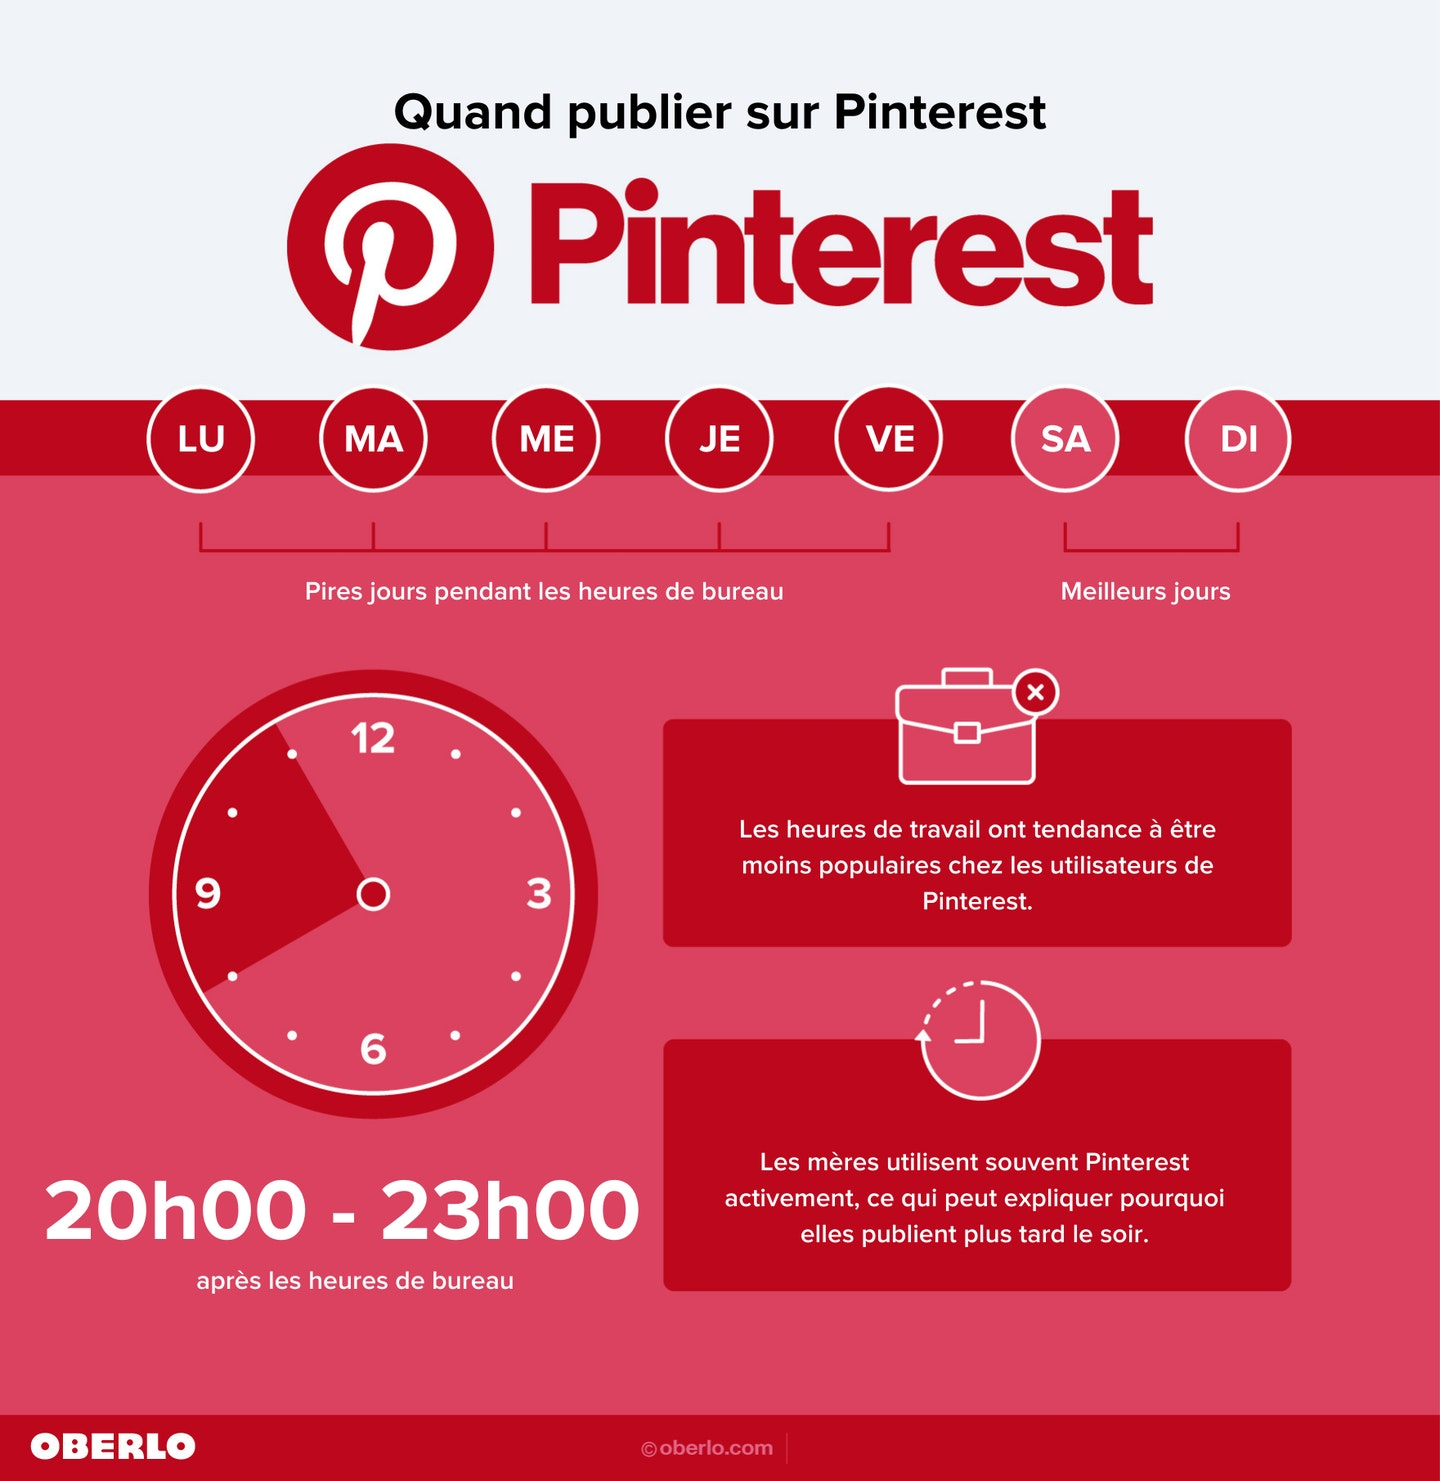 Quand publier sur Pinterest
Pinterest
LU MA ME JE VE SA DI
Pires jours pendant les heures de bureau
Meilleurs jours
12
9
3
6
20h00 - 23h00
après les heures de bureau
Les heures de travail ont tendance à être
moins populaires chez les utilisateurs de
Pinterest.
Les mères utilisent souvent Pinterest
activement, ce qui peut expliquer pourquoi
elles publient plus tard le soir.
OBERLO
© oberlo.com